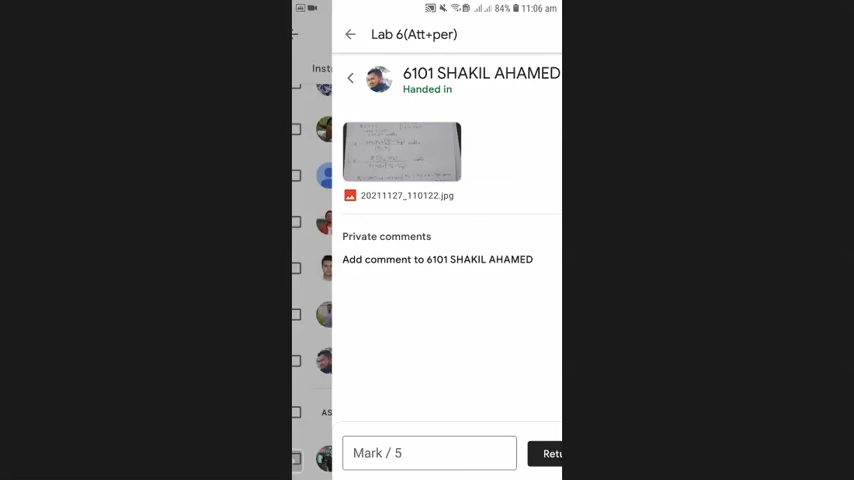 84% 11:06 am
Lab 6(Att+per)
Inst
6101 SHAKIL AHAMED
Handed in
20211127_110122.jpg
Private comments
Add comment to 6101 SHAKIL AHAMED
AS
Mark / 5
Retu